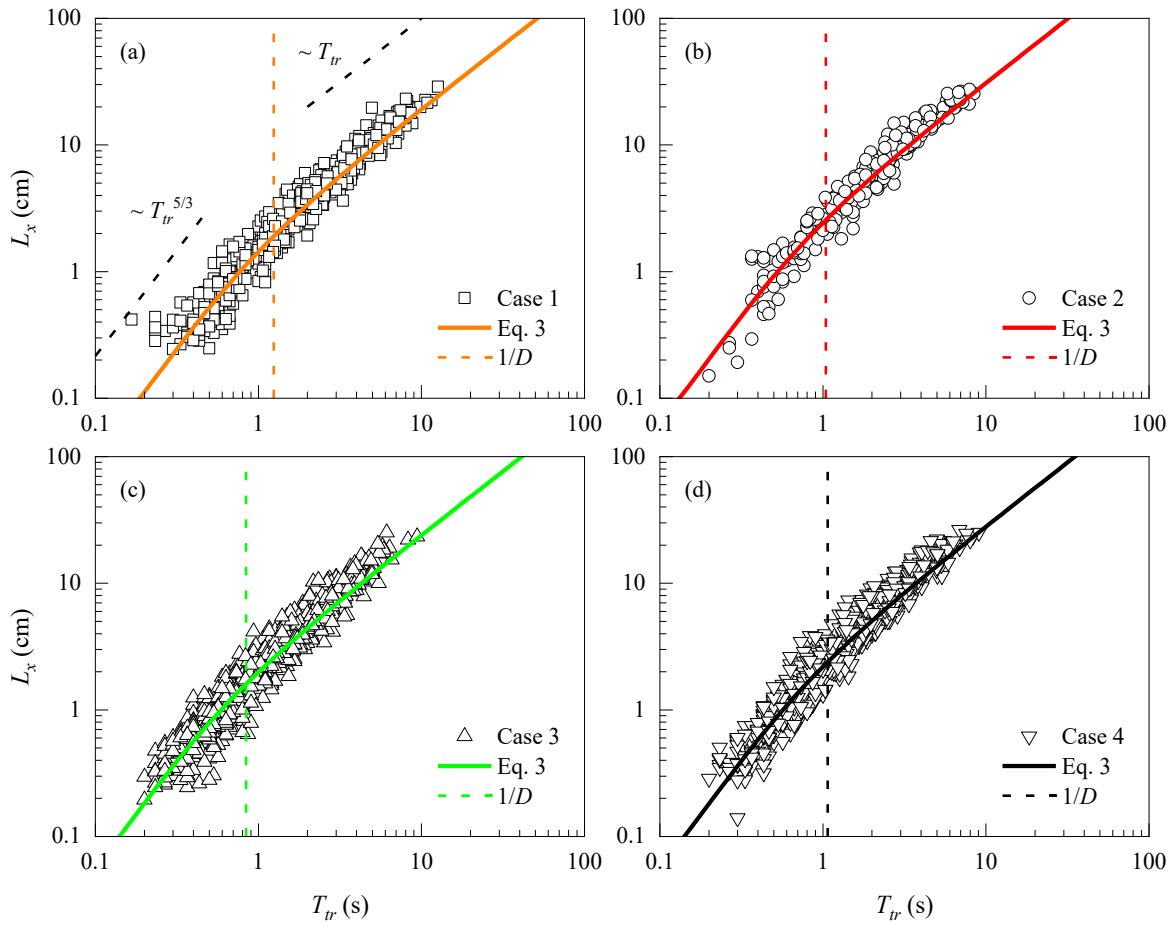 100
10
1
0.1
L_x (cm)
(a)
~ T_tr
~ T_tr^5/3
Case 1
Eq. 3
1/D
0.1 1 10 100
100
10
1
0.1
(b)
Case 2
Eq. 3
1/D
0.1 1 10 100
100
10
1
0.1
L_x (cm)
(c)
Case 3
Eq. 3
1/D
0.1 1 10 100
T_tr (s)
100
10
1
0.1
(d)
Case 4
Eq. 3
1/D
0.1 1 10 100
T_tr (s)